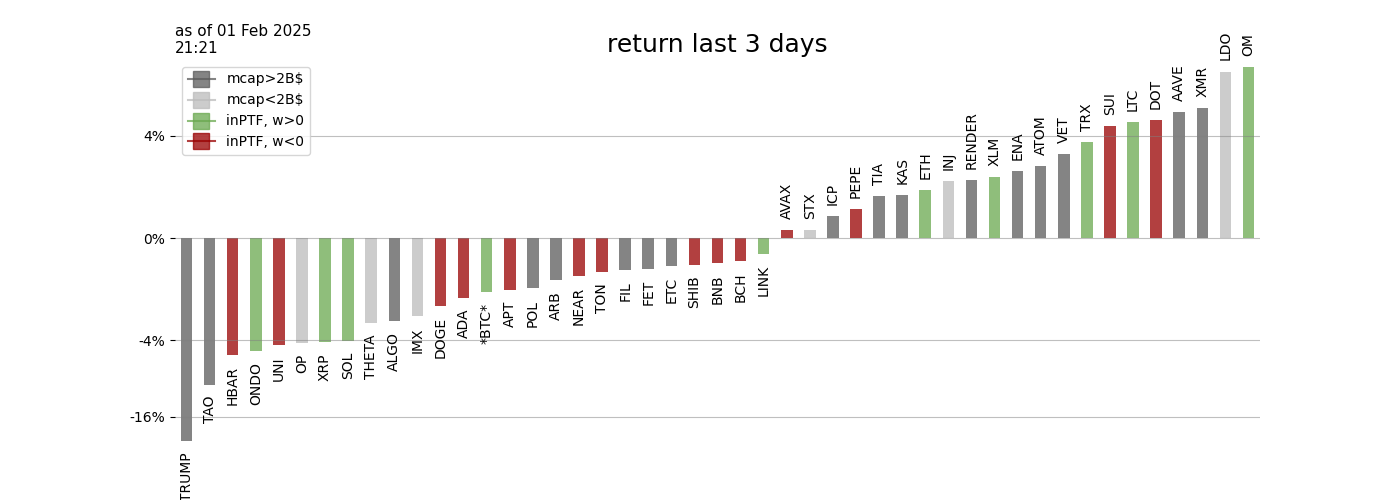 as of 01 Feb 2025
21:21
return last 3 days
mcap>2B$
mcap<2B$
inPTF, w>0
inPTF, w<0
4%
0%
-4%
-16%
TRUMP
TAO
HBAR
ONDO
UNI
OP
XRP
SOL
THETA
ALGO
IMX
DOGE
ADA
*BTC*
APT
POL
ARB
NEAR
TON
FIL
FET
ETC
SHIB
BNB
BCH
LINK
AVAX
STX
ICP
PEPE
TIA
KAS
ETH
INJ
RENDER
XLM
ENA
ATOM
VET
TRX
SUI
LTC
DOT
AAVE
XMR
LDO
OM